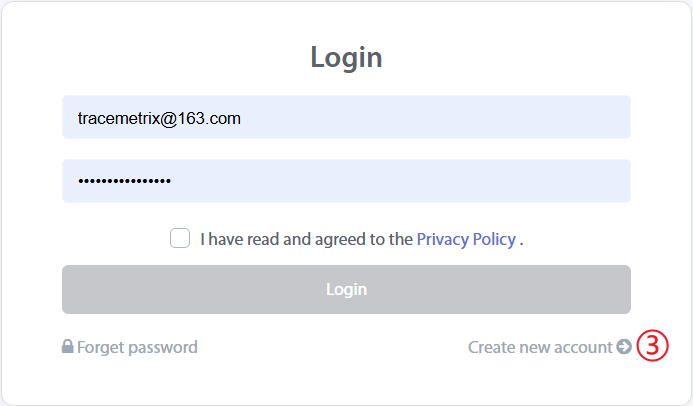 Login
tracemetrix@163.com
••••••••••••••••
I have read and agreed to the Privacy Policy .
Login
Forget password
Create new account ③